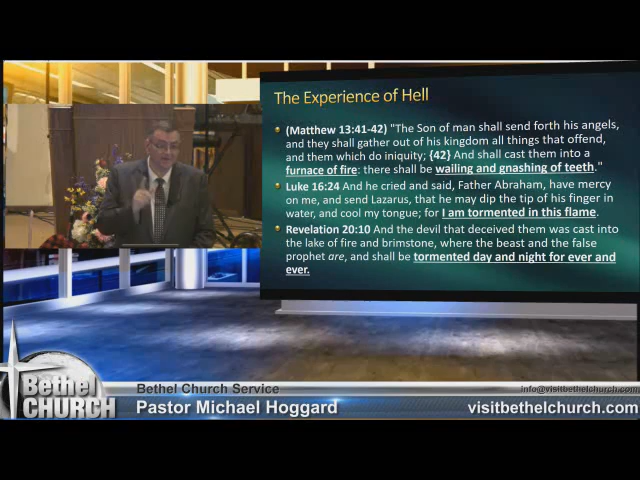 The Experience of Hell
(Matthew 13:41-42) "The Son of man shall send forth his angels,
and they shall gather out of his kingdom all things that offend,
and them which do iniquity; {42} And shall cast them into a
furnace of fire: there shall be wailing and gnashing of teeth."
Luke 16:24 And he cried and said, Father Abraham, have mercy
on me, and send Lazarus, that he may dip the tip of his finger in
water, and cool my tongue; for I am tormented in this flame.
Revelation 20:10 And the devil that deceived them was cast into
the lake of fire and brimstone, where the beast and the false
prophet are, and shall be tormented day and night for ever and
ever.
Bethel
CHURCH
Bethel Church Service
info@visitbethelchurch.com
Pastor Michael Hoggard
visitbethelchurch.com